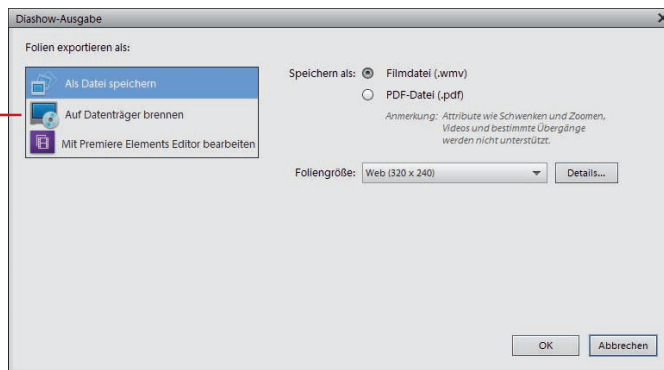 Diashow-Ausgabe
Folien exportieren als:
Als Datei speichern
Auf Datenträger brennen
Mit Premiere Elements Editor bearbeiten
Speichern als: Filmdatei (.wmv)
PDF-Datei (.pdf)
Anmerkung: Attribute wie Schwenken und Zoomen,
Videos und bestimmte Übergänge
werden nicht unterstützt.
Foliengröße: Web (320 x 240) Details...
OK Abbrechen